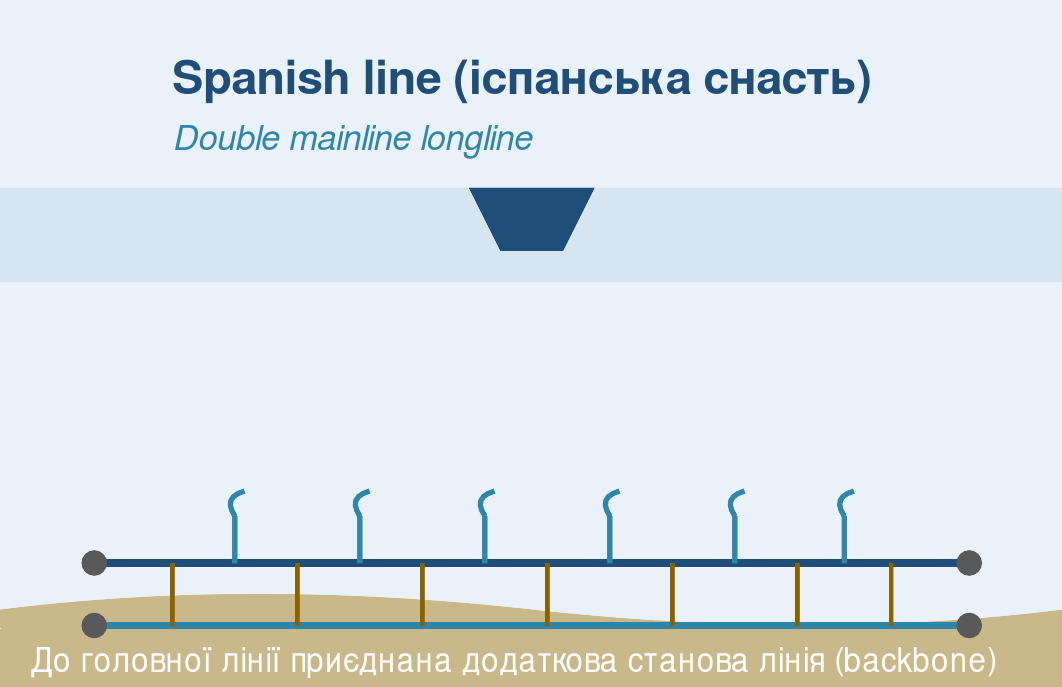 Spanish line (іспанська снасть)
Double mainline longline
До головної лінії приєднана додаткова станова лінія (backbone)